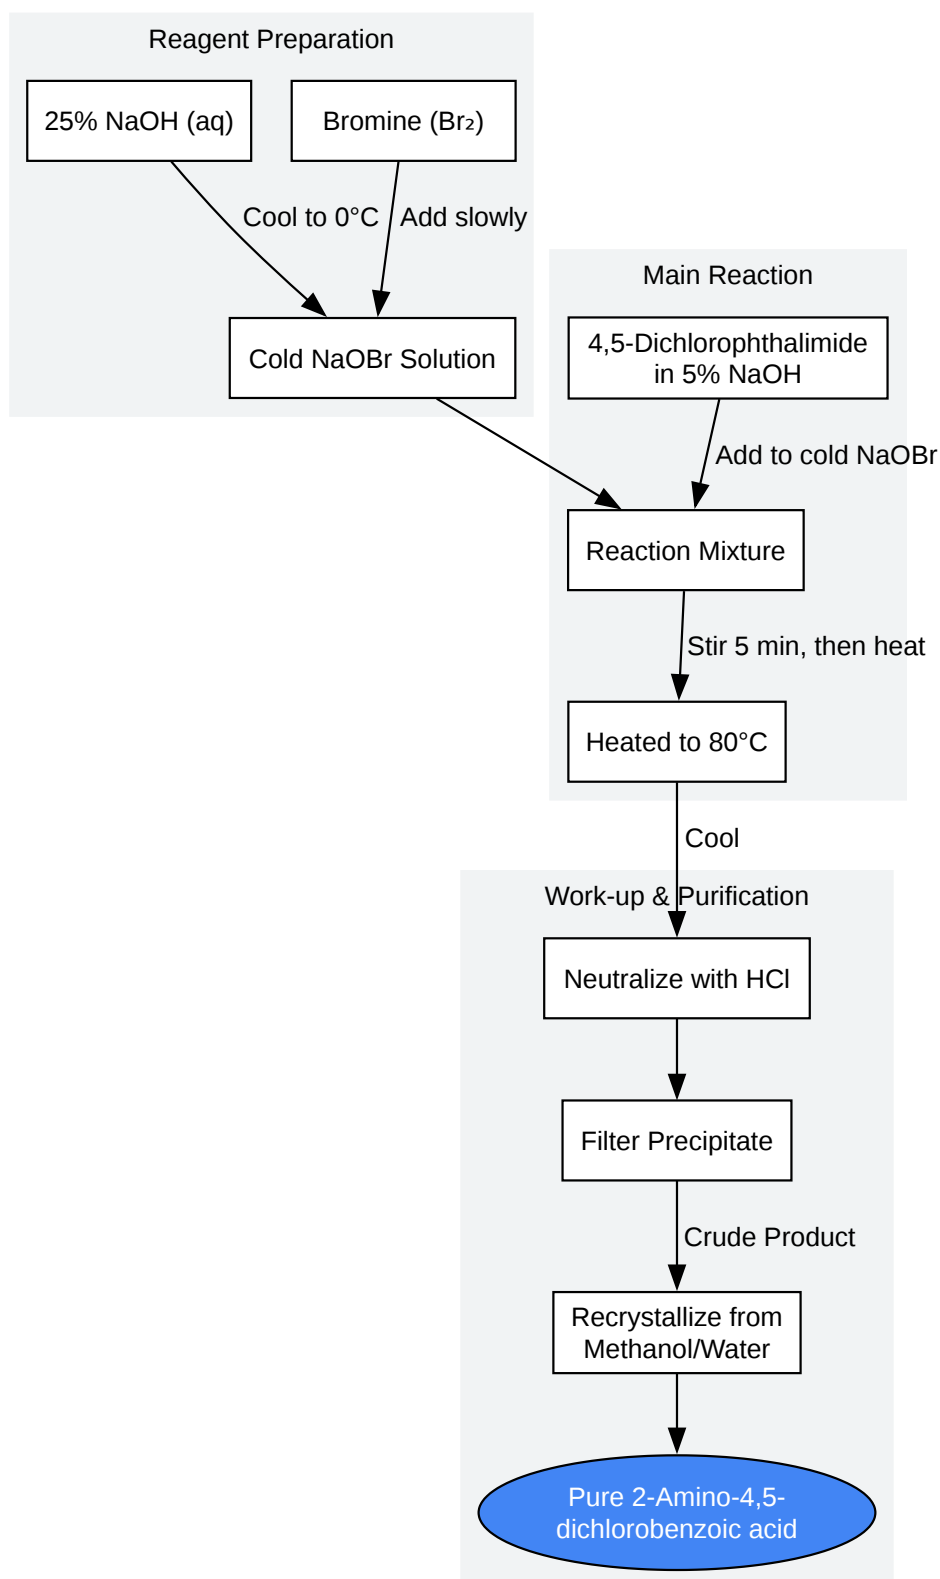 Reagent Preparation
25% NaOH (aq)
Bromine (Br₂)
Cool to 0°C
Add slowly
Cold NaOBr Solution
Main Reaction
4,5-Dichlorophthalimide
in 5% NaOH
Add to cold NaOBr
Reaction Mixture
Stir 5 min, then heat
Heated to 80°C
Cool
Work-up & Purification
Neutralize with HCl
Filter Precipitate
Crude Product
Recrystallize from
Methanol/Water
Pure 2-Amino-4,5-
dichlorobenzoic acid